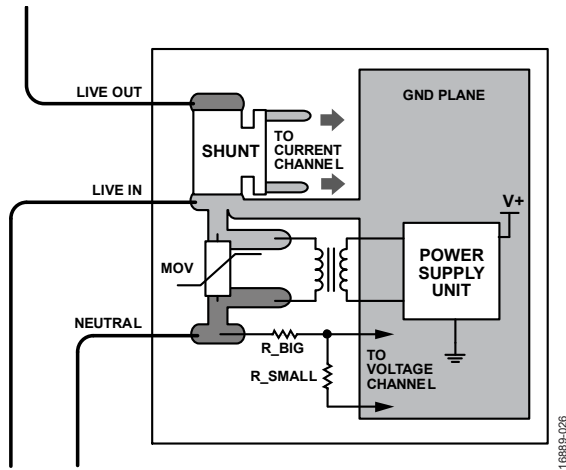 LIVE OUT
GND PLANE
SHUNT
TO
CURRENT
CHANNEL
LIVE IN
V+
MOV
POWER
SUPPLY
UNIT
NEUTRAL
R_BIG
R_SMALL
TO
VOLTAGE
CHANNEL
16889-026